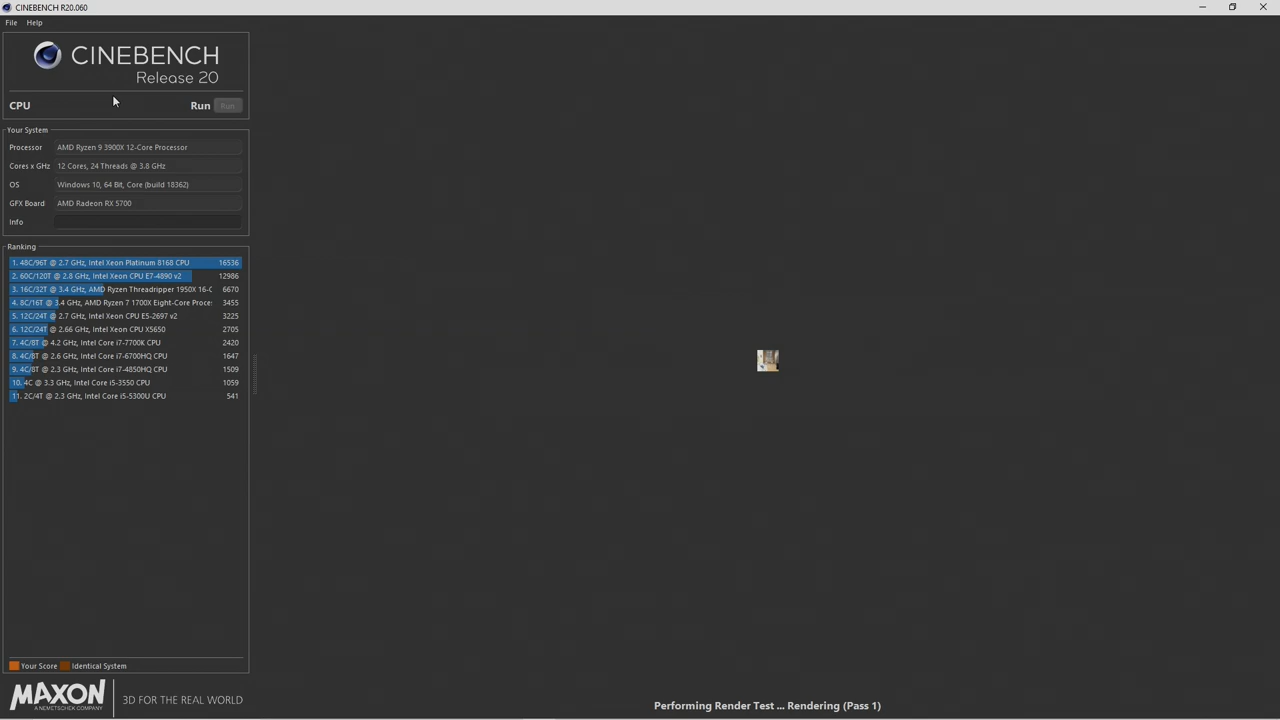 CINEBENCH R20.060
File Help
CINEBENCH
Release 20
CPU Run Run
Your System
Processor AMD Ryzen 9 3900X 12-Core Processor
Cores x GHz 12 Cores, 24 Threads @ 3.8 GHz
OS Windows 10, 64 Bit, Core (build 18362)
GFX Board AMD Radeon RX 5700
Info
Ranking
1. 48C/96T @ 2.7 GHz, Intel Xeon Platinum 8168 CPU 16536
2. 60C/120T @ 2.8 GHz, Intel Xeon CPU E7-4890 v2 12986
3. 16C/32T @ 3.4 GHz, AMD Ryzen Threadripper 1950X 16-C 6670
4. 8C/16T @ 3.4 GHz, AMD Ryzen 7 1700X Eight-Core Proce: 3455
5. 12C/24T @ 2.7 GHz, Intel Xeon CPU E5-2697 v2 3225
6. 12C/24T @ 2.66 GHz, Intel Xeon CPU X5650 2705
7. 4C/8T @ 4.2 GHz, Intel Core i7-7700K CPU 2420
8. 4C/8T @ 2.6 GHz, Intel Core i7-6700HQ CPU 1647
9. 4C/8T @ 2.3 GHz, Intel Core i7-4850HQ CPU 1509
10. 4C @ 3.3 GHz, Intel Core i5-3550 CPU 1059
11. 2C/4T @ 2.3 GHz, Intel Core i5-5300U CPU 541
Your Score Identical System
MAXON
A NEMETSCHEK COMPANY
3D FOR THE REAL WORLD
Performing Render Test ... Rendering (Pass 1)